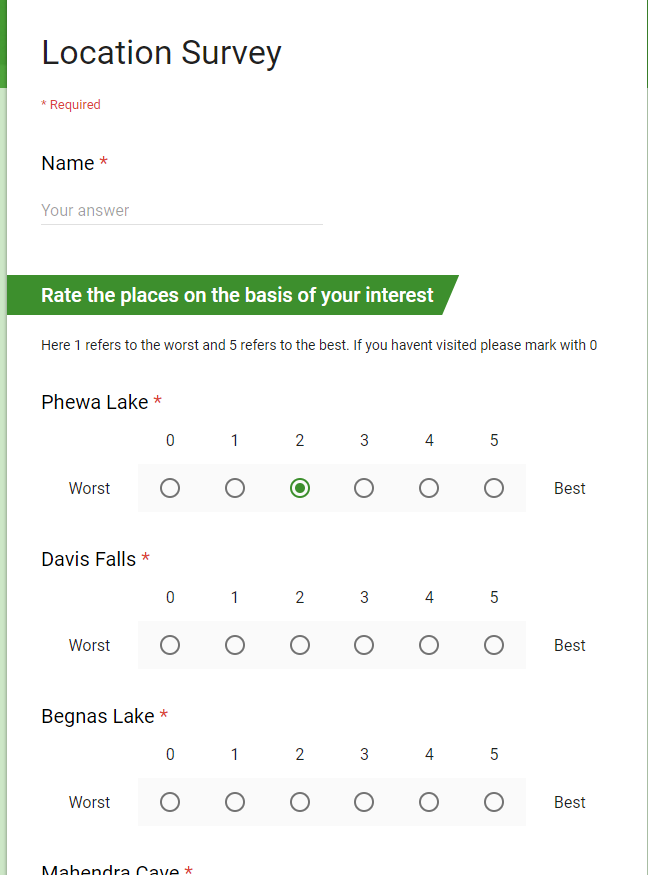 Location Survey
* Required
Name *
Your answer
Rate the places on the basis of your interest
Here 1 refers to the worst and 5 refers to the best. If you havent visited please mark with 0
Phewa Lake *
0 1 2 3 4 5
Worst Best
Davis Falls *
0 1 2 3 4 5
Worst Best
Begnas Lake *
0 1 2 3 4 5
Worst Best
Mahendra Cave *